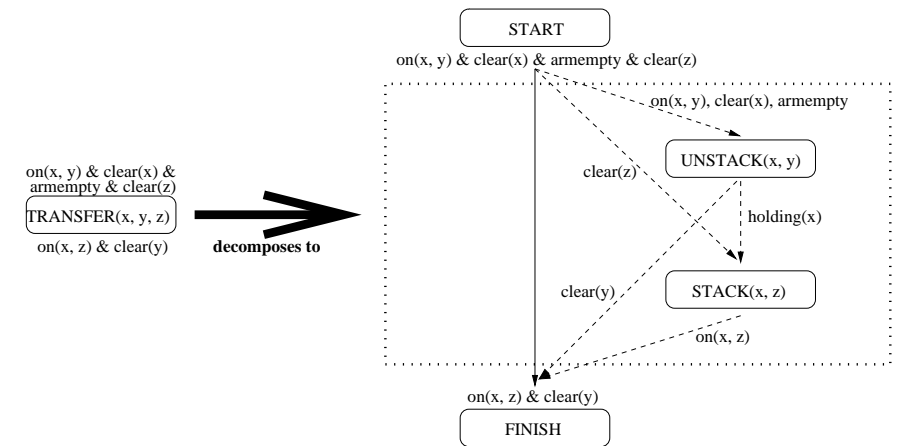 START
on(x, y) & clear(x) & armempty & clear(z)
on(x, y), clear(x), armempty
UNSTACK(x, y)
clear(z)
on(x, y) & clear(x) &
armempty & clear(z)
TRANSFER(x, y, z)
holding(x)
on(x, z) & clear(y)
decomposes to
clear(y)
STACK(x, z)
on(x, z)
on(x, z) & clear(y)
FINISH